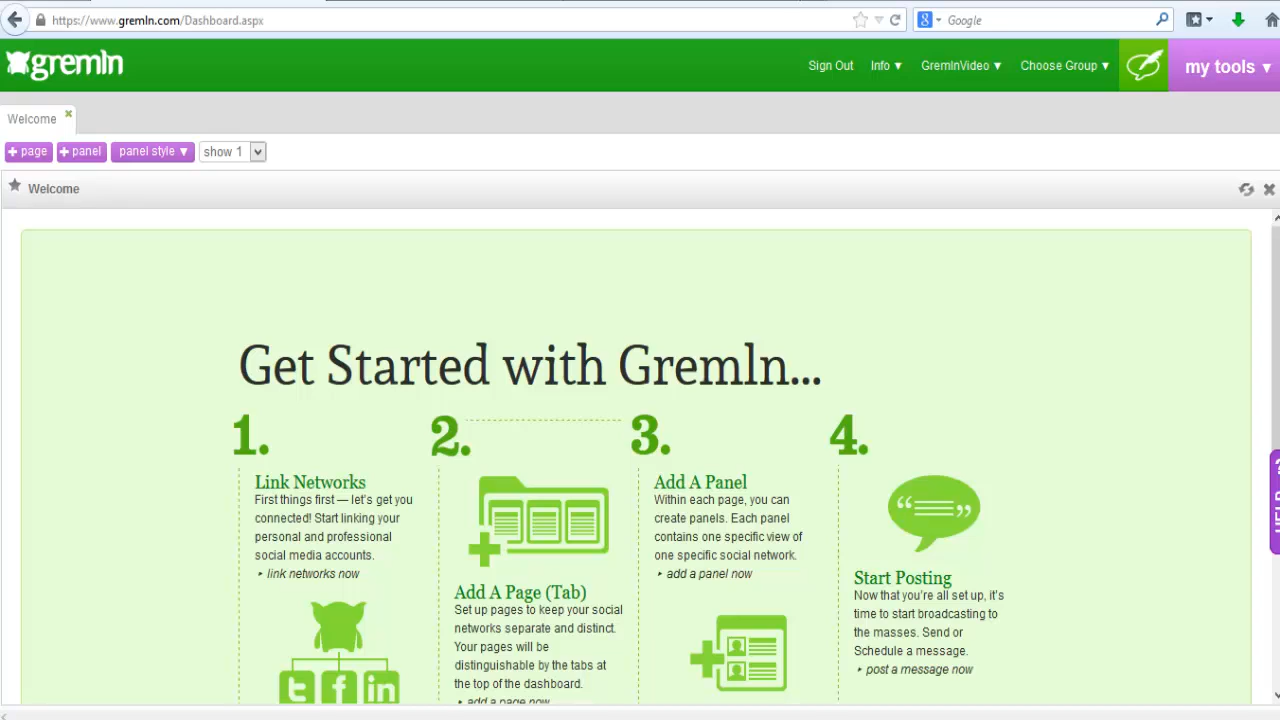 https://www.gremln.com/Dashboard.aspx
Google
gremln
Sign Out Info ▼ GremlnVideo ▼ Choose Group ▼ my tools ▼
Welcome
+ page + panel panel style ▼ show 1
Welcome
Get Started with Gremln...
1.
Link Networks
First things first — let's get you
connected! Start linking your
personal and professional
social media accounts.
‣ link networks now
2.
Add A Page (Tab)
Set up pages to keep your social
networks separate and distinct.
Your pages will be
distinguishable by the tabs at
the top of the dashboard.
‣ add a page now
3.
Add A Panel
Within each page, you can
create panels. Each panel
contains one specific view of
one specific social network.
‣ add a panel now
4.
Start Posting
Now that you're all set up, it's
time to start broadcasting to
the masses. Send or
Schedule a message.
‣ post a message now